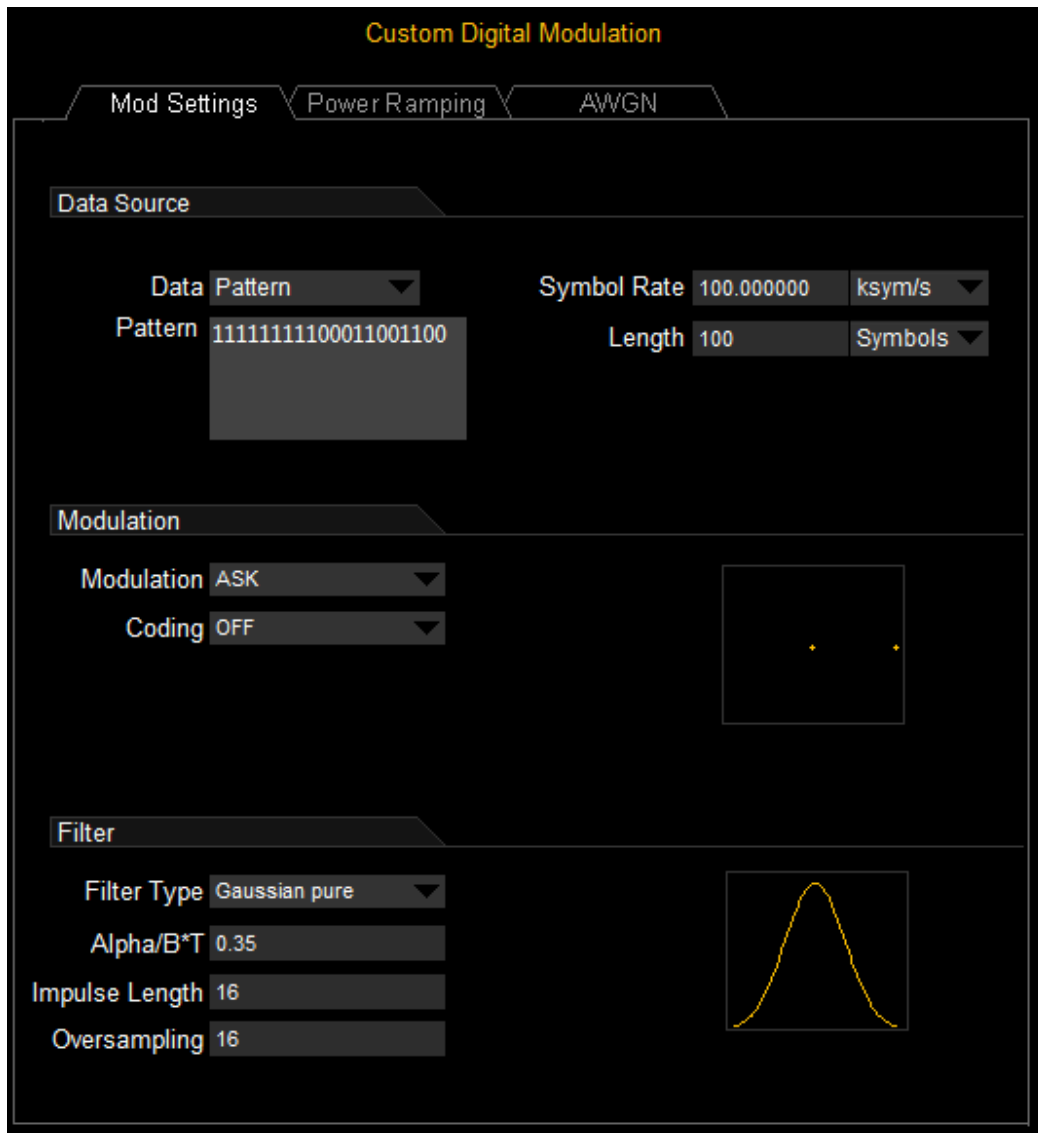 Custom Digital Modulation
Mod Settings Power Ramping AWGN
Data Source
Data Pattern Symbol Rate 100.000000 ksym/s
Pattern 11111111100011001100 Length 100 Symbols
Modulation
Modulation ASK
Coding OFF
Filter
Filter Type Gaussian pure
Alpha/B*T 0.35
Impulse Length 16
Oversampling 16